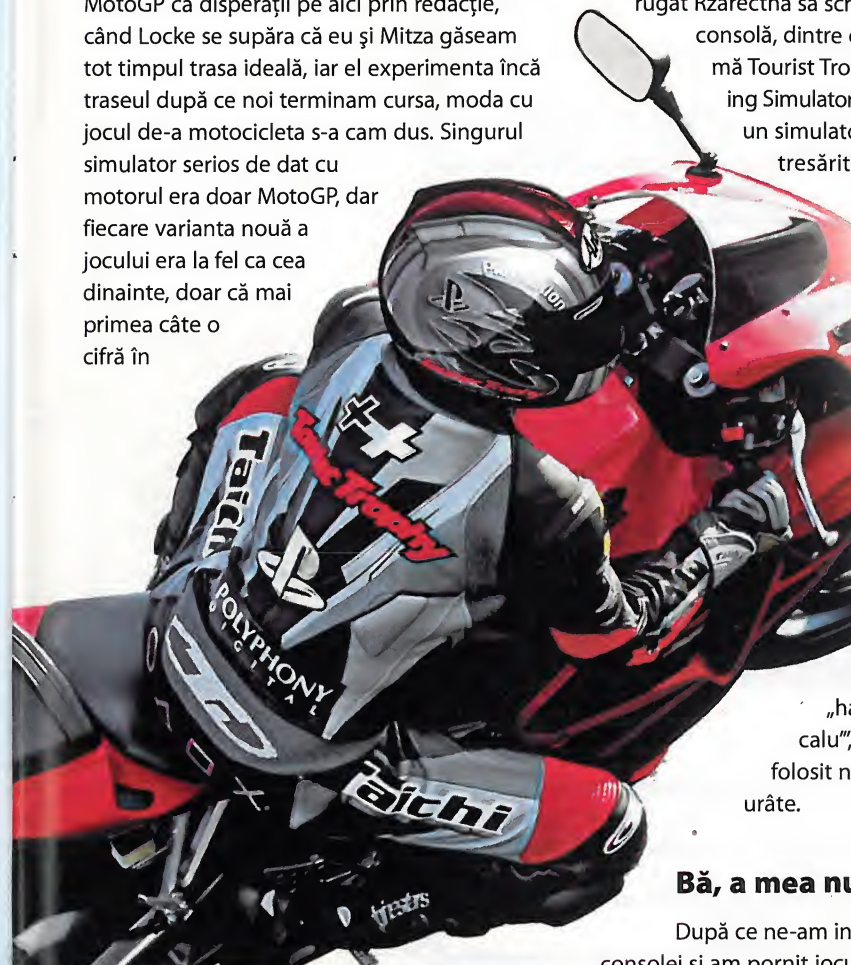 MotoGP ca disperații pe aici prin redacție,
când Locke se supăra că eu și Mitza găseam
tot timpul trasa ideală, iar el experimenta încă
traseul după ce noi terminam cursa, moda cu
jocul de-a motocicleta s-a cam dus. Singurul
simulator serios de dat cu
motorul era doar MotoGP, dar
fiecare varianta nouă a
jocului era la fel ca cea
dinainte, doar că mai
primea câte o
cifră în
rugat Rzarectha să sc
consolă, dintre
mă Tourist Tro
ing Simulator
un simulato
tresărit
Taichi
Tourist Trophy
POLYPHONY
DIGITAL
Taichi
„ha
calu'”,
folosit n
urâte.
Bă, a mea nu
După ce ne-am in
consolei și am pornit jocu